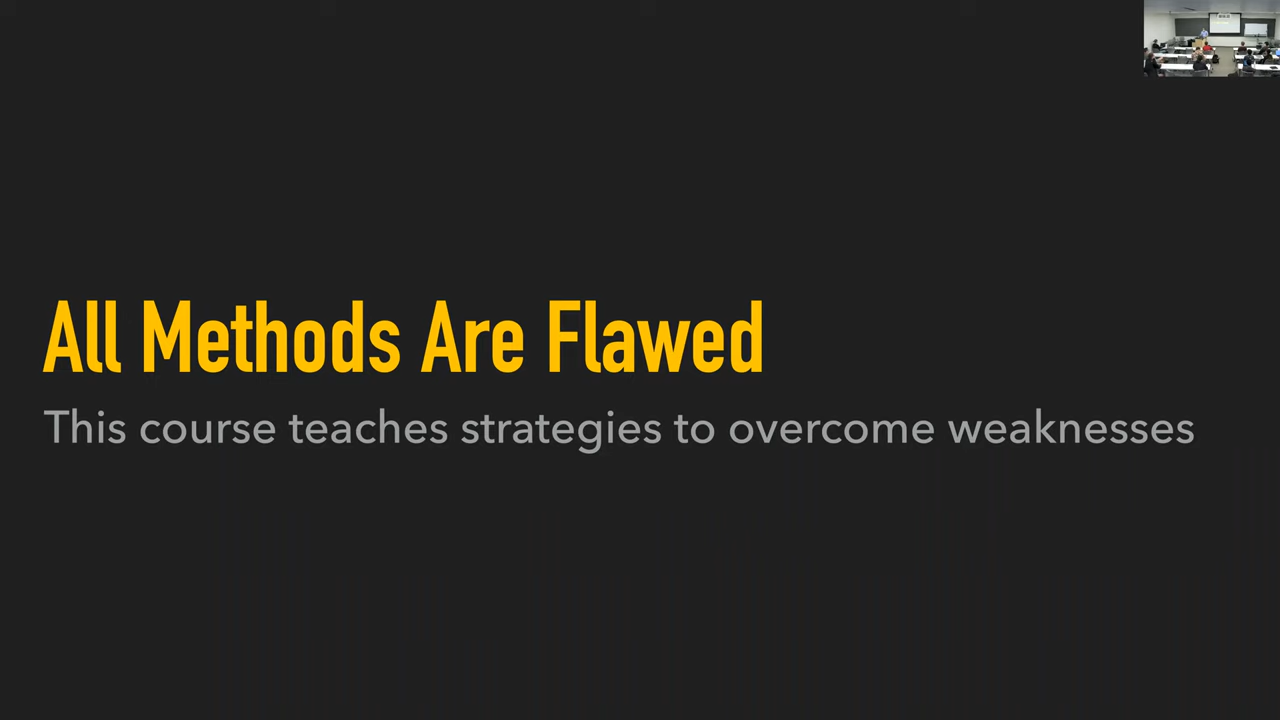 All Methods Are Flawed
This course teaches strategies to overcome weaknesses